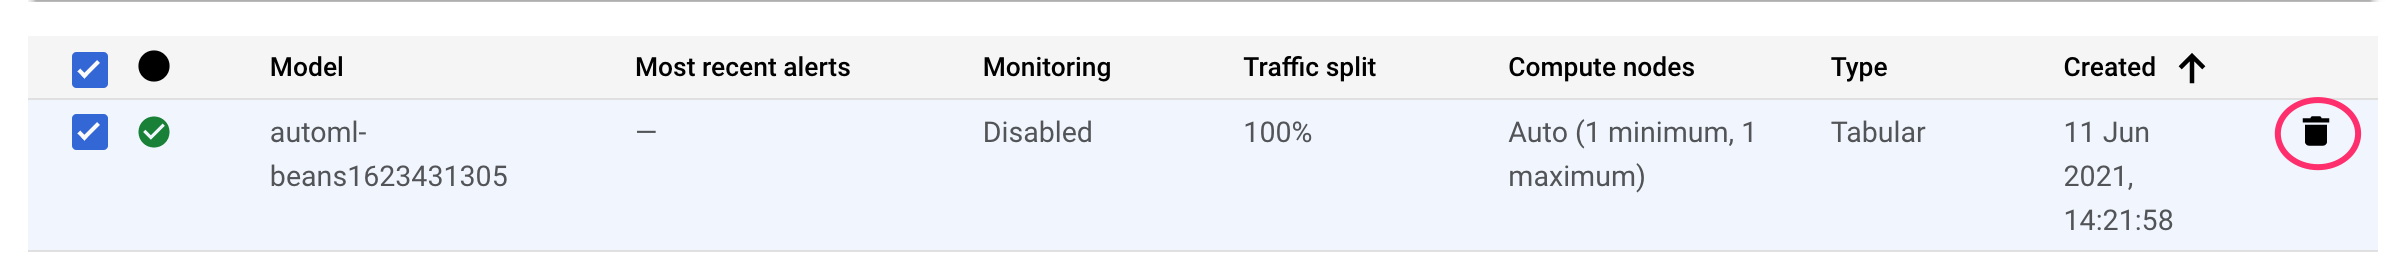 Model Most recent alerts Monitoring Traffic split Compute nodes Type Created
automl- — Disabled 100% Auto (1 minimum, 1 Tabular 11 Jun
beans1623431305 maximum) 2021,
14:21:58